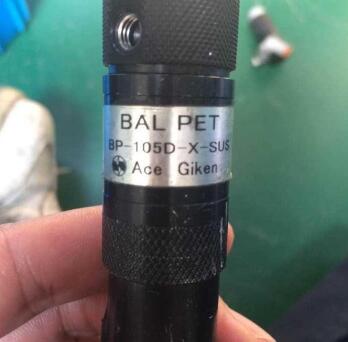 BAL PET
BP-105D-X-SUS
Ace Giken